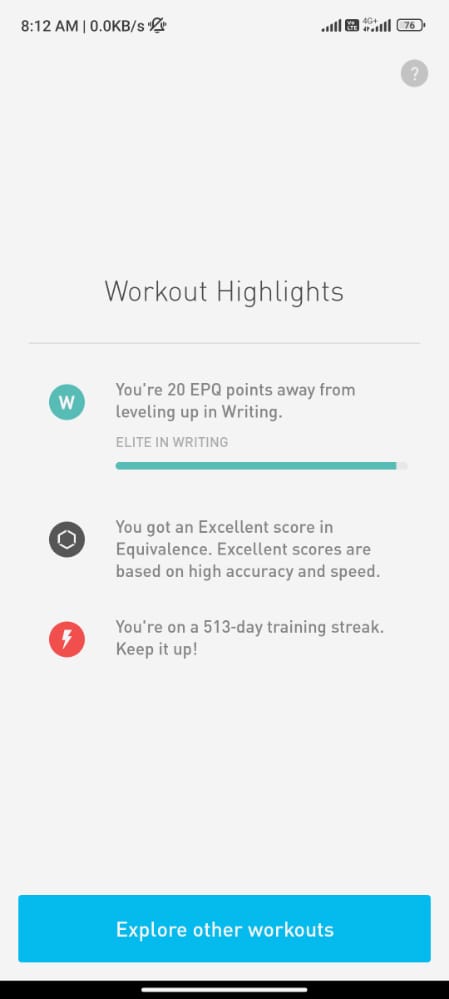 8:12 AM | 0.0KB/s
Vo LTE 4G+ 76
?
Workout Highlights
W
You're 20 EPQ points away from
leveling up in Writing.
ELITE IN WRITING
You got an Excellent score in
Equivalence. Excellent scores are
based on high accuracy and speed.
You're on a 513-day training streak.
Keep it up!
Explore other workouts